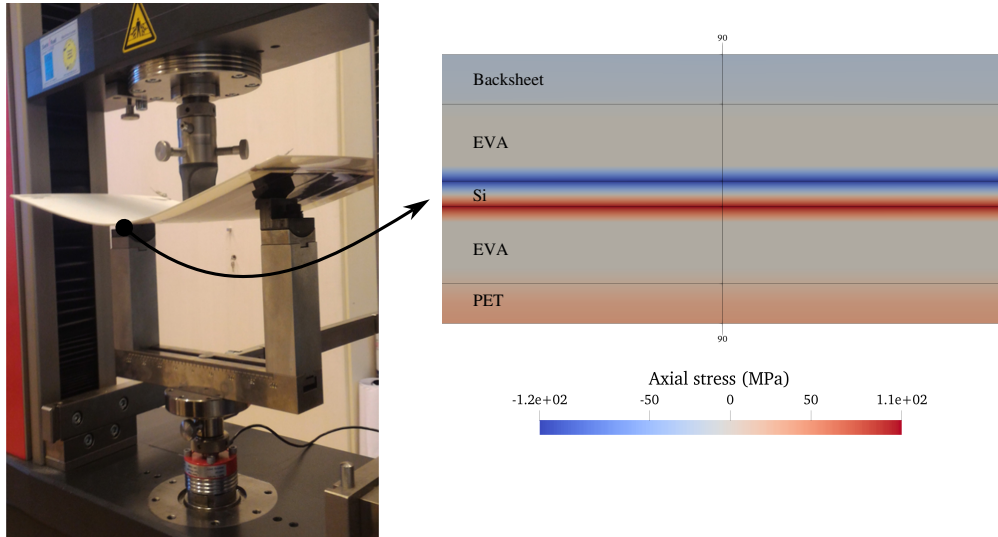 90
Backsheet
EVA
Si
EVA
PET
90
Axial stress (MPa)
-1.2e+02 -50 0 50 1.1e+02